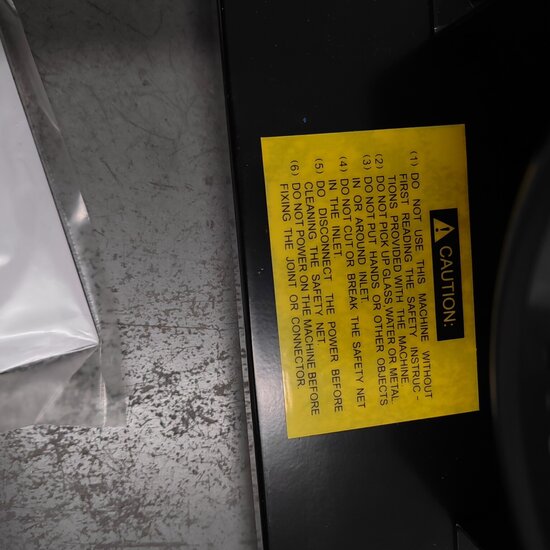 ⚠ CAUTION:
(1) DO NOT USE THIS MACHINE WITHOUT
FIRST READING THE SAFETY INSTRUC-
TIONS PROVIDED WITH THE MACHINE.
(2) DO NOT PICK UP GLASS,WATER OR METAL.
(3) DO NOT PUT HANDS OR OTHER OBJECTS
IN OR AROUND INLET
(4) DO NOT CUT OR BREAK THE SAFETY NET
IN THE INLET
(5) DO DISCONNECT THE POWER BEFORE
CLEANING THE SAFETY NET
(6) DO NOT POWER ON THE MACHINE BEFORE
FIXING THE JOINT OR CONNECTOR